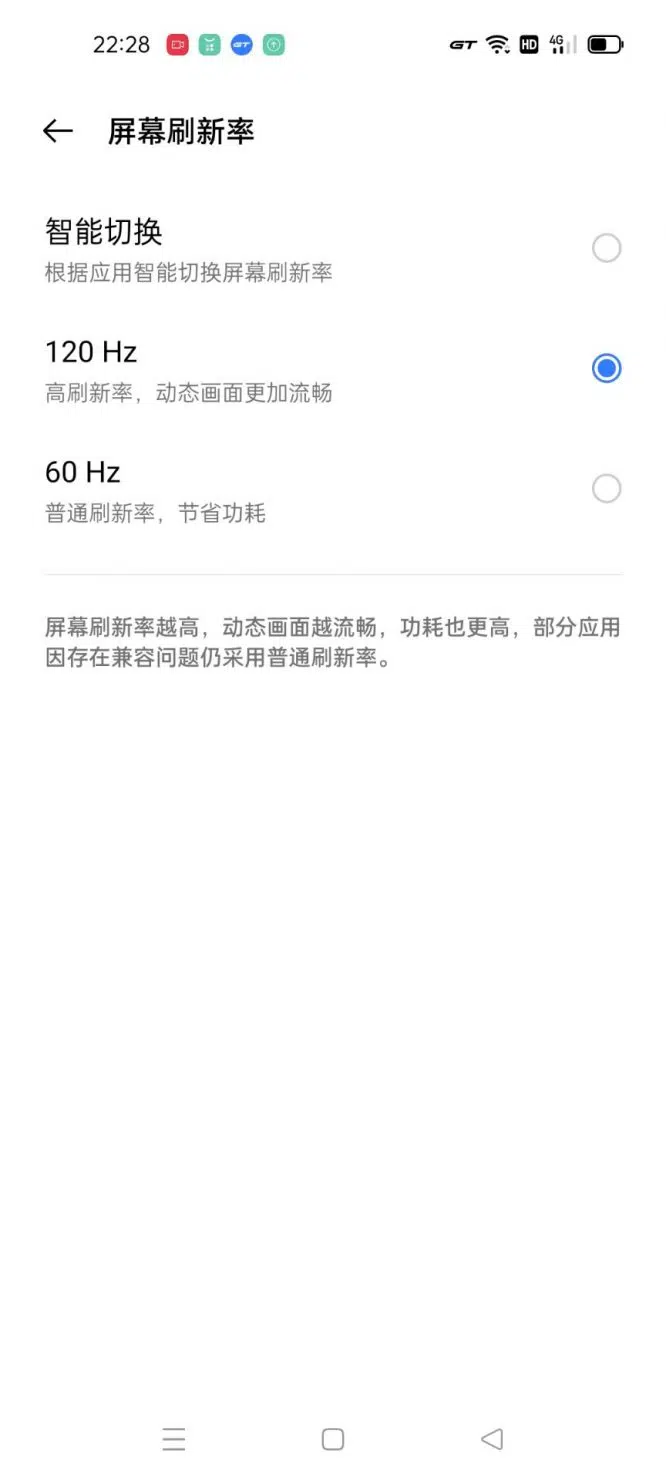 22:28 GT GT HD 4G
屏幕刷新率
智能切换
根据应用智能切换屏幕刷新率
120 Hz
高刷新率，动态画面更加流畅
60 Hz
普通刷新率，节省功耗
屏幕刷新率越高，动态画面越流畅，功耗也更高，部分应用
因存在兼容问题仍采用普通刷新率。